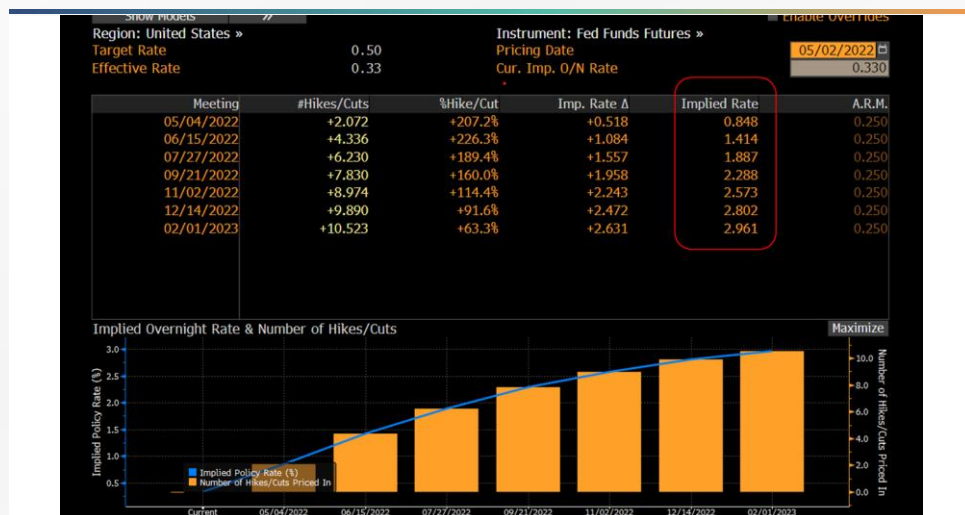 Show Models »
Enable Overrides
Region: United States » Instrument: Fed Funds Futures »
Target Rate 0.50 Pricing Date 05/02/2022
Effective Rate 0.33 Cur. Imp. O/N Rate 0.330
Meeting #Hikes/Cuts %Hike/Cut Imp. Rate Δ Implied Rate A.R.M.
05/04/2022 +2.072 +207.2% +0.518 0.848 0.250
06/15/2022 +4.336 +226.3% +1.084 1.414 0.250
07/27/2022 +6.230 +189.4% +1.557 1.887 0.250
09/21/2022 +7.830 +160.0% +1.958 2.288 0.250
11/02/2022 +8.974 +114.4% +2.243 2.573 0.250
12/14/2022 +9.890 +91.6% +2.472 2.802 0.250
02/01/2023 +10.523 +63.3% +2.631 2.961 0.250
Implied Overnight Rate & Number of Hikes/Cuts Maximize
Implied Policy Rate (%)
3.0
2.5
2.0
1.5
1.0
0.5
Implied Policy Rate (%)
Number of Hikes/Cuts Priced In
10.0
8.0
6.0
4.0
2.0
0.0
Number of Hikes/Cuts Priced In
Current 05/04/2022 06/15/2022 07/27/2022 09/21/2022 11/02/2022 12/14/2022 02/01/2023